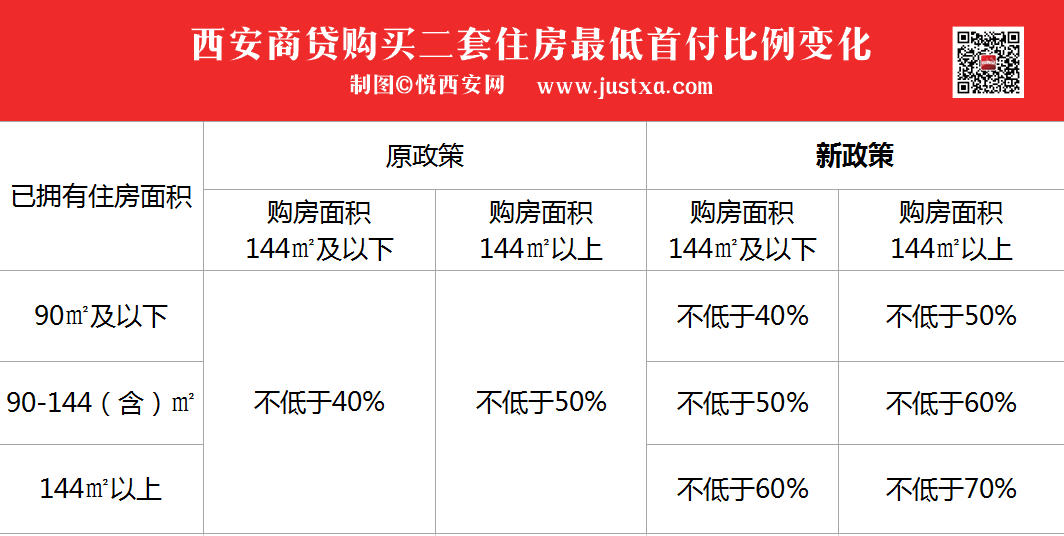 西安商贷购买二套住房最低首付比例变化
制图©悦西安网 www.justxa.com
已拥有住房面积
原政策
新政策
购房面积
144㎡及以下
购房面积
144㎡以上
购房面积
144㎡及以下
购房面积
144㎡以上
90㎡及以下
不低于40%
不低于50%
不低于40%
不低于50%
90-144（含）㎡
不低于50%
不低于60%
144㎡以上
不低于60%
不低于70%